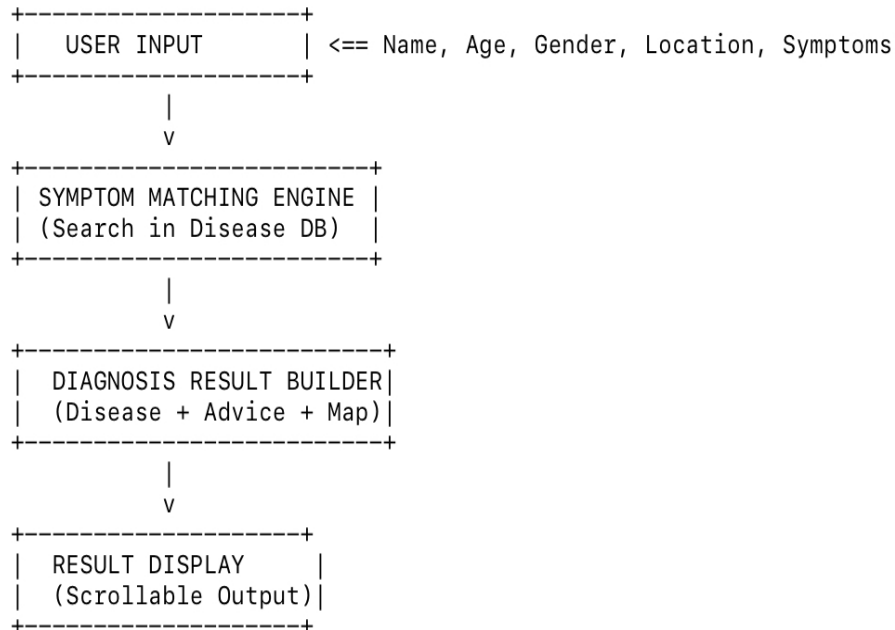 +--------------------+
|   USER INPUT       | <== Name, Age, Gender, Location, Symptoms
+--------------------+
           |
           v
+-------------------------+
| SYMPTOM MATCHING ENGINE |
| (Search in Disease DB)  |
+-------------------------+
           |
           v
+--------------------------+
|  DIAGNOSIS RESULT BUILDER|
|  (Disease + Advice + Map)|
+--------------------------+
           |
           v
+--------------------+
|  RESULT DISPLAY     |
|  (Scrollable Output)|
+--------------------+